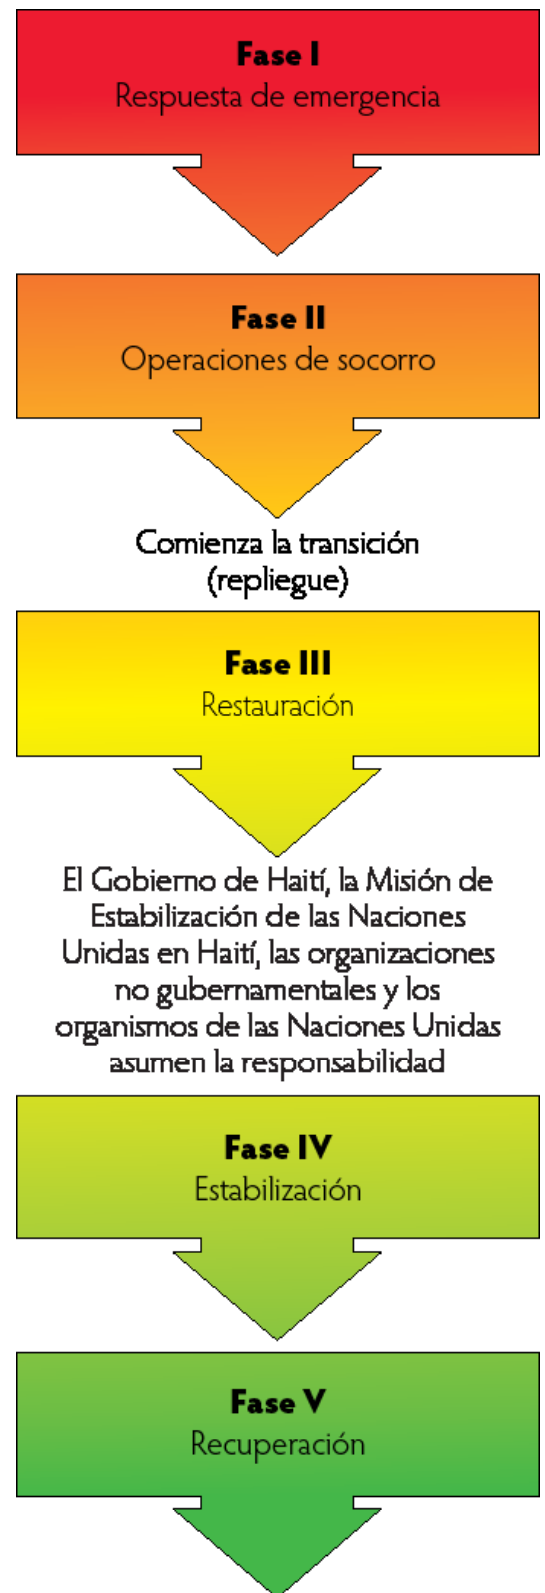 Fase I
Respuesta de emergencia
Fase II
Operaciones de socorro
Comienza la transición
(repliegue)
Fase III
Restauración
El Gobierno de Haití, la Misión de
Estabilización de las Naciones
Unidas en Haití, las organizaciones
no gubernamentales y los
organismos de las Naciones Unidas
asumen la responsabilidad
Fase IV
Estabilización
Fase V
Recuperación